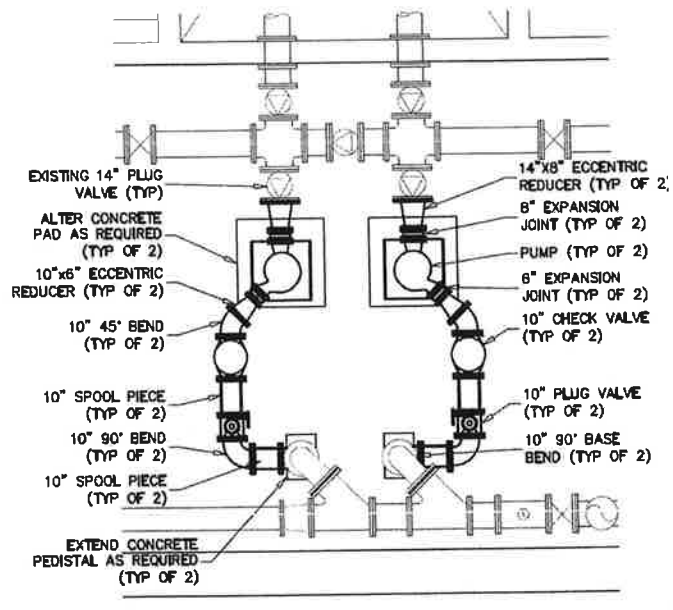 EXISTING 14" PLUG
VALVE (TYP)
ALTER CONCRETE
PAD AS REQUIRED
(TYP OF 2)
10"x6" ECCENTRIC
REDUCER (TYP OF 2)
10" 45° BEND
(TYP OF 2)
10" SPOOL PIECE
(TYP OF 2)
10" 90° BEND
(TYP OF 2)
10" SPOOL PIECE
(TYP OF 2)
EXTEND CONCRETE
PEDISTAL AS REQUIRED
(TYP OF 2)
14"X8" ECCENTRIC
REDUCER (TYP OF 2)
8" EXPANSION
JOINT (TYP OF 2)
PUMP (TYP OF 2)
6" EXPANSION
JOINT (TYP OF 2)
10" CHECK VALVE
(TYP OF 2)
10" PLUG VALVE
(TYP OF 2)
10" 90° BASE
BEND (TYP OF 2)